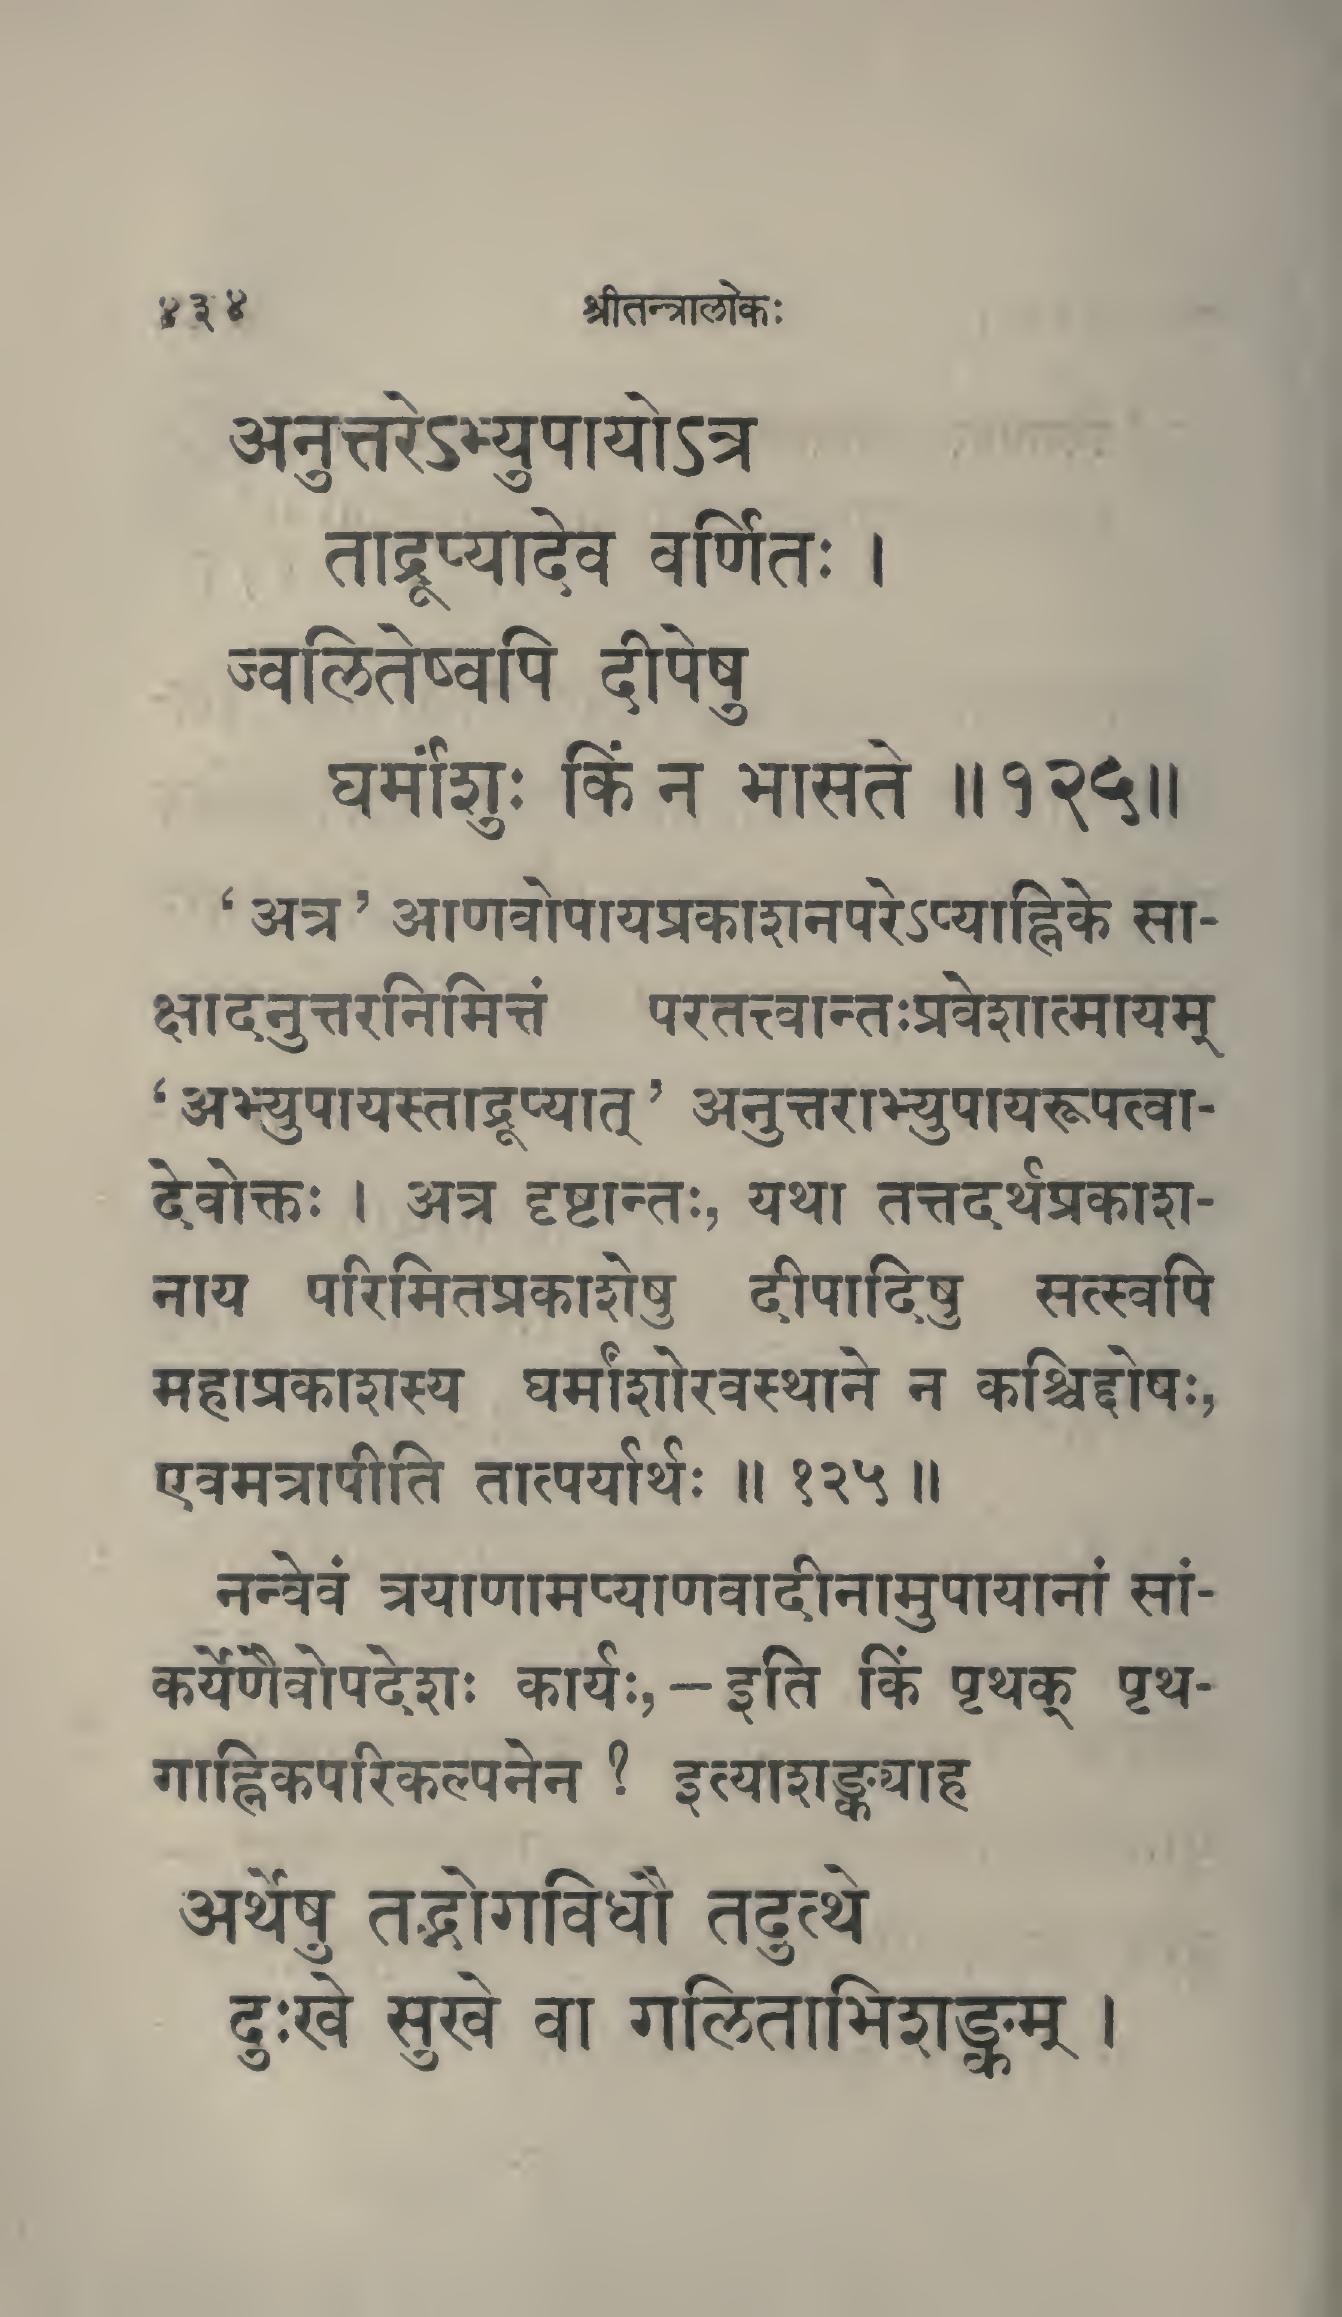 ४३४ श्रीतन्त्रालोकः
अनुत्तरेऽभ्युपायोऽत्र
ताद्रूप्यादेव वर्णितः ।
ज्वलितेष्वपि दीपेषु
घर्मांशुः किं न भासते ॥१२५॥
‘अत्र’ आणवोपायप्रकाशनपरेऽप्याह्निके सा-
क्षादनुत्तरनिमित्तं परतत्त्वान्तःप्रवेशात्मायम्
‘अभ्युपायस्ताद्रूप्यात्’ अनुत्तराभ्युपायरूपत्वा-
देवोक्तः । अत्र दृष्टान्तः, यथा तत्तदर्थप्रकाश-
नाय परिमितप्रकाशेषु दीपादिषु सत्स्वपि
महाप्रकाशस्य घर्मांशोरवस्थाने न कश्चिद्दोषः,
एवमत्रापीति तात्पर्यार्थः ॥ १२५ ॥
नन्वेवं त्रयाणामप्याणवादीनामुपायानां सां-
कर्येणैवोपदेशः कार्यः,—इति किं पृथक् पृथ-
गाह्निकपरिकल्पनेन ? इत्याशङ्क्याह
अर्थेषु तद्भोगविधौ तदुत्थे
दुःखे सुखे वा गलिताभिशङ्कम् ।